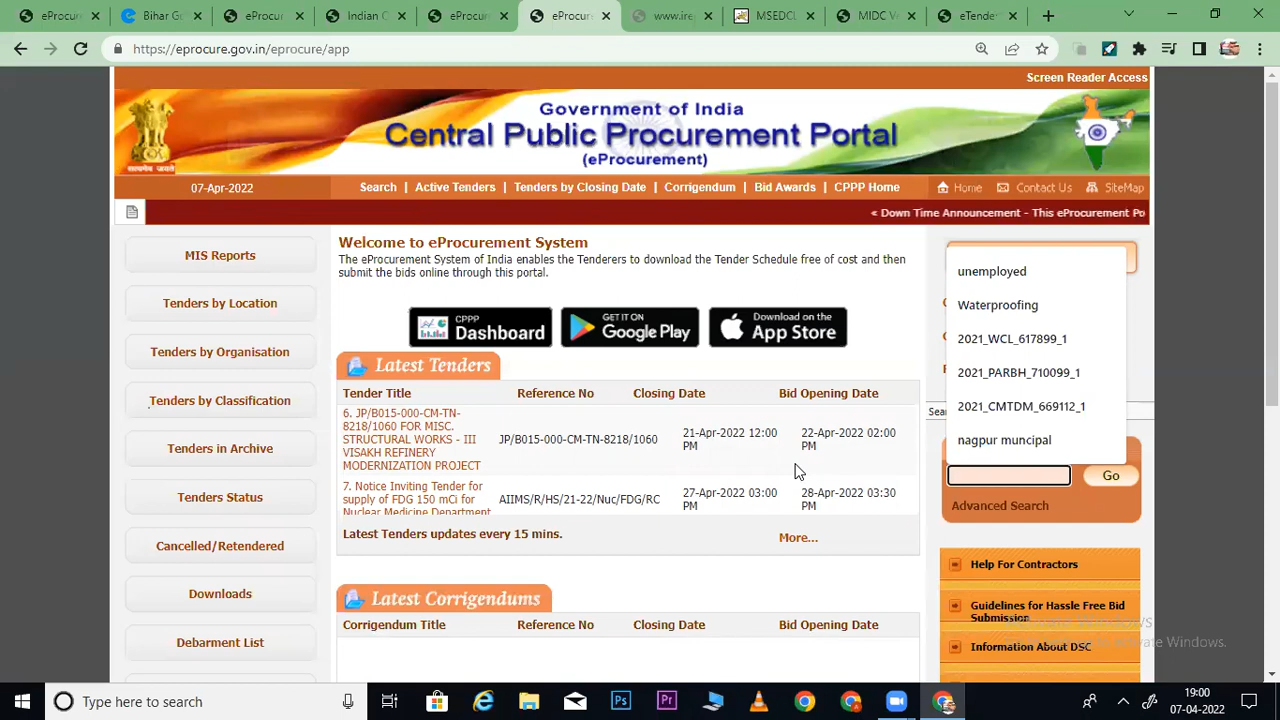 eProcure
Bihar Gu
eProcur
Indian C
eProcure
eProcure
www.irep
MSEDCL
MIDC Ve
eTender
https://eprocure.gov.in/eprocure/app
Screen Reader Access
Government of India
Central Public Procurement Portal
(eProcurement)
सत्यमेव जयते
07-Apr-2022
Search | Active Tenders | Tenders by Closing Date | Corrigendum | Bid Awards | CPPP Home
Home
Contact Us
SiteMap
« Down Time Announcement - This eProcurement Po
MIS Reports
Tenders by Location
Tenders by Organisation
Tenders by Classification
Tenders in Archive
Tenders Status
Cancelled/Retendered
Downloads
Debarment List
Welcome to eProcurement System
The eProcurement System of India enables the Tenderers to download the Tender Schedule free of cost and then
submit the bids online through this portal.
CPPP
Dashboard
GET IT ON
Google Play
Download on the
App Store
Latest Tenders
Tender Title Reference No Closing Date Bid Opening Date
6. JP/B015-000-CM-TN-
8218/1060 FOR MISC.
STRUCTURAL WORKS - III
VISAKH REFINERY
MODERNIZATION PROJECT
JP/B015-000-CM-TN-8218/1060
21-Apr-2022 12:00
PM
22-Apr-2022 02:00
PM
7. Notice Inviting Tender for
supply of FDG 150 mCi for
Nuclear Medicine Department
AIIMS/R/HS/21-22/Nuc/FDG/RC
27-Apr-2022 03:00
PM
28-Apr-2022 03:30
PM
Latest Tenders updates every 15 mins.
More...
Latest Corrigendums
Corrigendum Title Reference No Closing Date Bid Opening Date
unemployed
Waterproofing
2021_WCL_617899_1
2021_PARBH_710099_1
2021_CMTDM_669112_1
nagpur muncipal
Sear
Go
Advanced Search
Help For Contractors
Guidelines for Hassle Free Bid
Submission
Information About DSC
Type here to search
19:00
07-04-2022